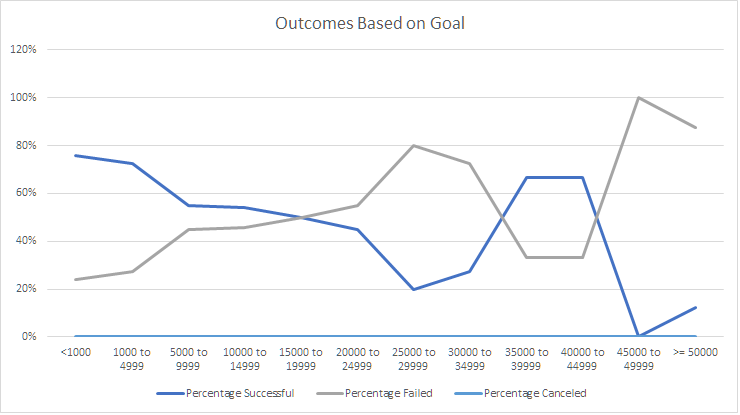 Outcomes Based on Goal
120%
100%
80%
60%
40%
20%
0%
<1000
1000 to
4999
5000 to
9999
10000 to
14999
15000 to
19999
20000 to
24999
25000 to
29999
30000 to
34999
35000 to
39999
40000 to
44999
45000 to
49999
>= 50000
Percentage Successful
Percentage Failed
Percentage Canceled